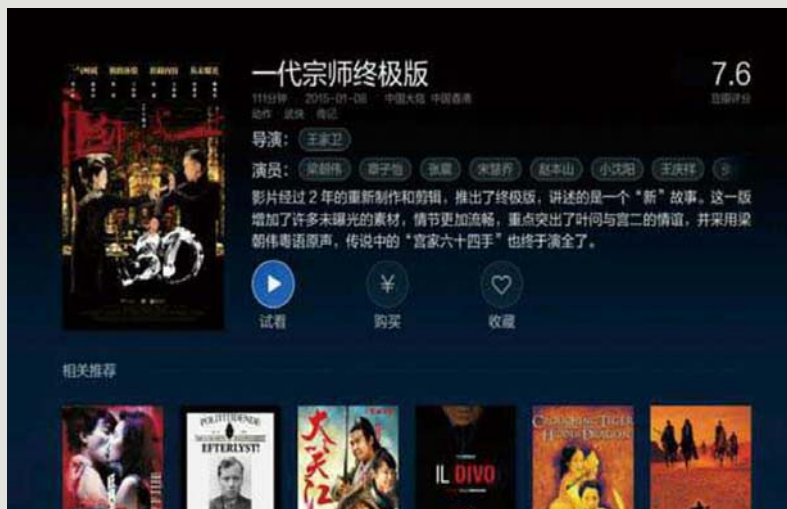 一代宗师终极版
7.6
111分钟 2015-01-08 中国大陆 中国香港
豆瓣评分
动作 武侠 传记
导演： 王家卫
演员： 梁朝伟 章子怡 张震 宋慧乔 赵本山 小沈阳 王庆祥
影片经过2年的重新制作和剪辑，推出了终极版，讲述的是一个“新”故事。这一版
增加了许多未曝光的素材，情节更加流畅，重点突出了叶问与宫二的情谊，并采用梁
朝伟粤语原声，传说中的“宫家六十四手”也终于演全了。
3D
试看 ¥ 购买 收藏
相关推荐
POLITITIDENDE
EFTERLYST!
大笑江
IL DIVO
CROUCHING TIGER
HIDDEN DRAGON